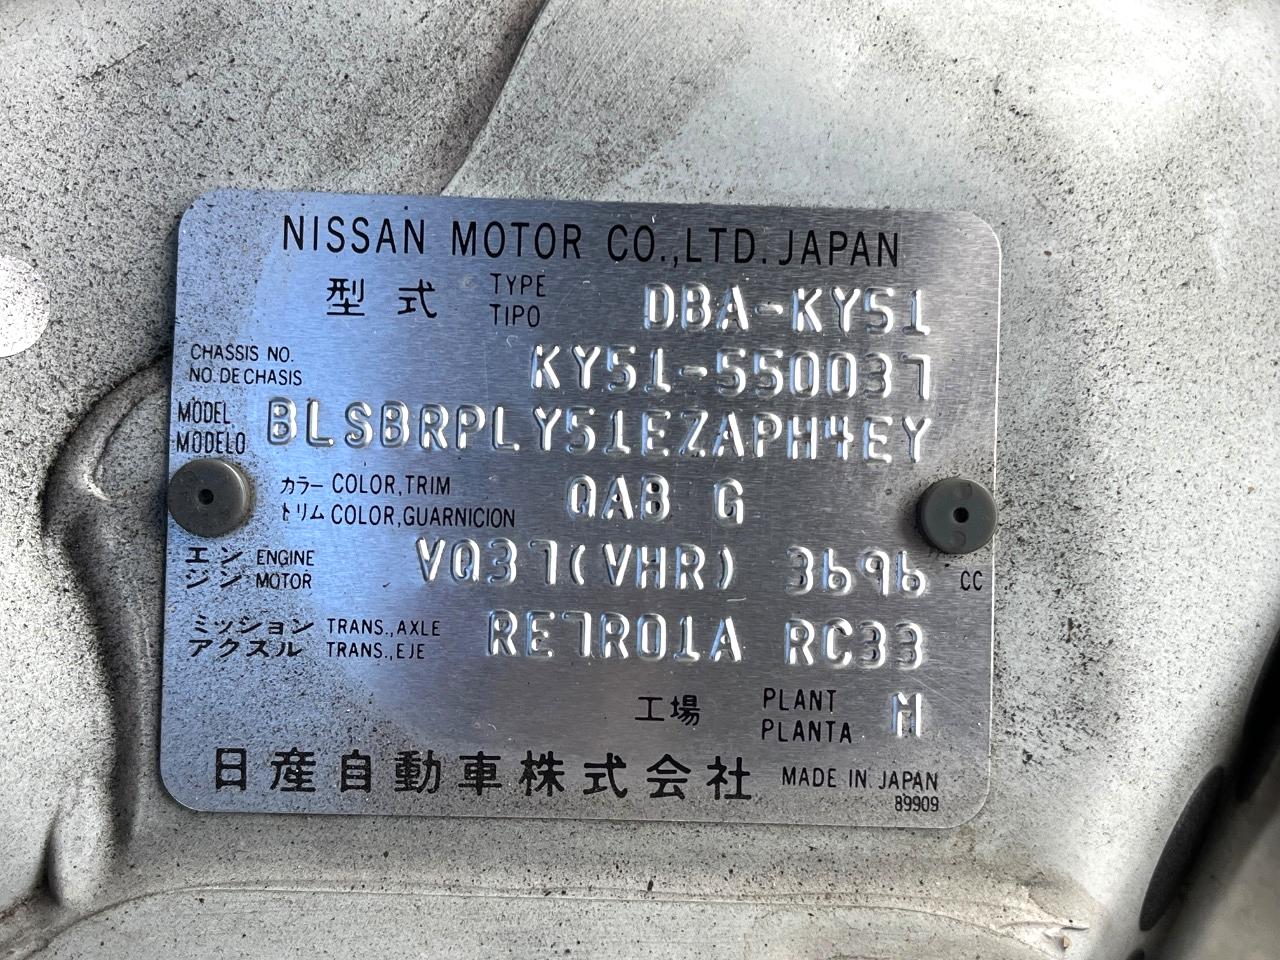 NISSAN MOTOR CO.,LTD. JAPAN
型式 TYPE TIPO DBA-KY51
CHASSIS NO. NO. DE CHASIS KY51-550037
MODEL MODELO BLSBRPLY51EZAPH4EY
カラー COLOR,TRIM QAB G
トリム COLOR,GUARNICION
エン ENGINE VQ37(VHR) 3696 CC
ジン MOTOR
ミッション TRANS.,AXLE RE7R01A RC33
アクスル TRANS.,EJE
工場 PLANT PLANTA M
日産自動車株式会社 MADE IN JAPAN
89909